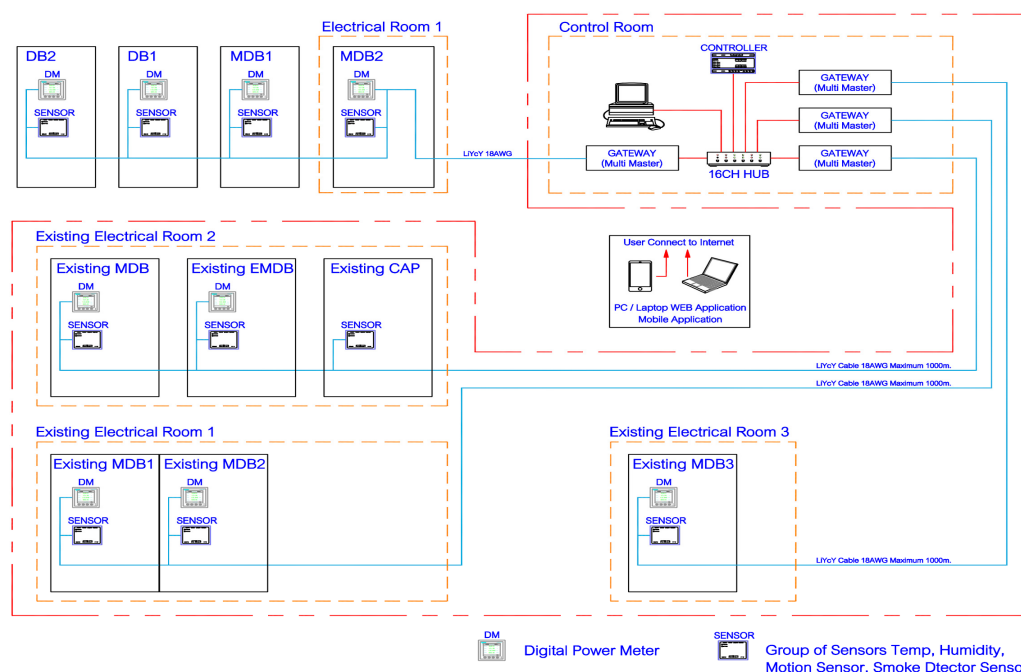 Electrical Room 1
Control Room
DB2
DM
SENSOR
DB1
DM
SENSOR
MDB1
DM
SENSOR
MDB2
DM
SENSOR
LiYcY 18AWG
CONTROLLER
GATEWAY
(Multi Master)
GATEWAY
(Multi Master)
GATEWAY
(Multi Master)
GATEWAY
(Multi Master)
16CH HUB
User Connect to Internet
PC / Laptop WEB Application
Mobile Application
Existing Electrical Room 2
Existing MDB
DM
SENSOR
Existing EMDB
DM
SENSOR
Existing CAP
SENSOR
LiYcY Cable 18AWG Maximum 1000m.
LiYcY Cable 18AWG Maximum 1000m.
Existing Electrical Room 1
Existing MDB1
DM
SENSOR
Existing MDB2
DM
SENSOR
Existing Electrical Room 3
Existing MDB3
DM
SENSOR
LiYcY Cable 18AWG Maximum 1000m.
DM
Digital Power Meter
SENSOR
Group of Sensors Temp, Humidity,
Motion Sensor, Smoke Dtector Senso